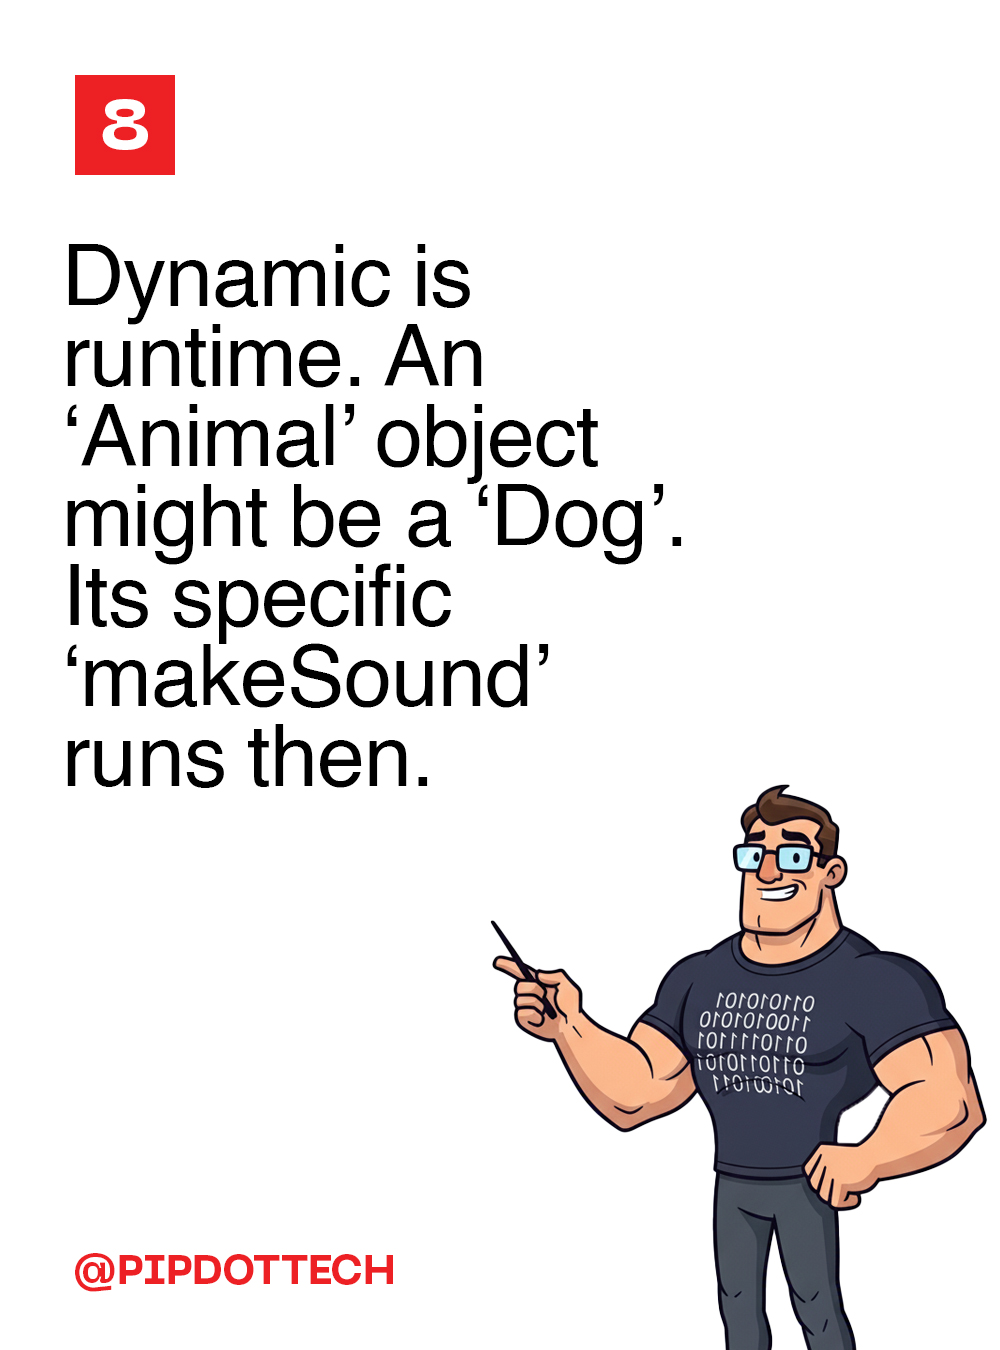 8
Dynamic is
runtime. An
‘Animal’ object
might be a ‘Dog’.
Its specific
‘makeSound’
runs then.
@PIPDOTTECH